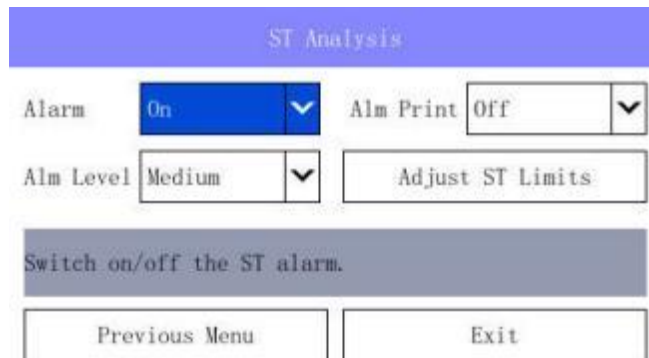 ST Analysis
Alarm On Alm Print Off
Alm Level Medium Adjust ST Limits
Switch on/off the ST alarm.
Previous Menu Exit